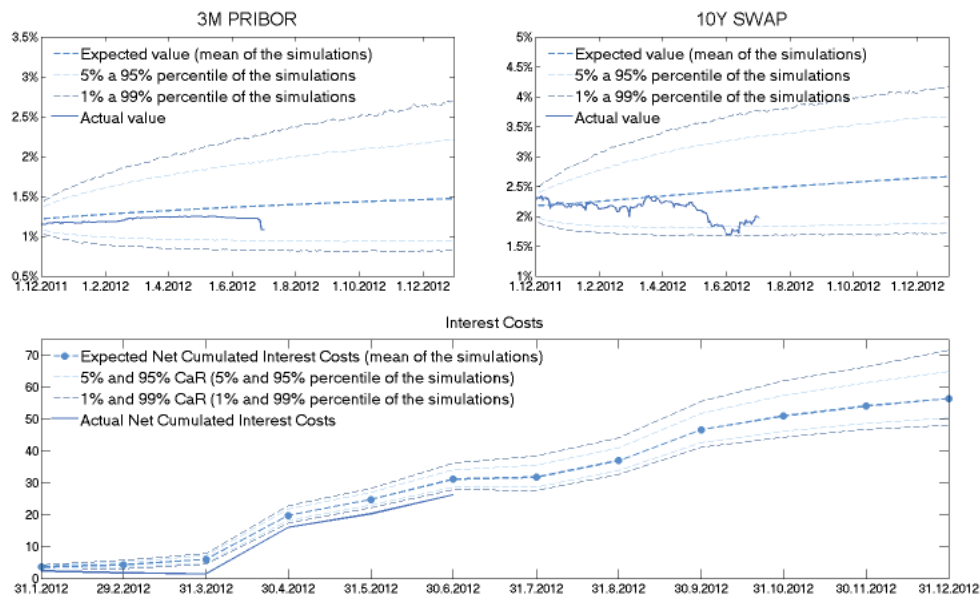 3M PRIBOR
3.5%
3%
2.5%
2%
1.5%
1%
0.5%
Expected value (mean of the simulations)
5% a 95% percentile of the simulations
1% a 99% percentile of the simulations
Actual value
1.12.2011 1.2.2012 1.4.2012 1.6.2012 1.8.2012 1.10.2012 1.12.2012
10Y SWAP
5%
4.5%
4%
3.5%
3%
2.5%
2%
1.5%
1%
Expected value (mean of the simulations)
5% a 95% percentile of the simulations
1% a 99% percentile of the simulations
Actual value
1.12.2011 1.2.2012 1.4.2012 1.6.2012 1.8.2012 1.10.2012 1.12.2012
Interest Costs
70
60
50
40
30
20
10
0
Expected Net Cumulated Interest Costs (mean of the simulations)
5% and 95% CaR (5% and 95% percentile of the simulations)
1% and 99% CaR (1% and 99% percentile of the simulations)
Actual Net Cumulated Interest Costs
31.1.2012 29.2.2012 31.3.2012 30.4.2012 31.5.2012 30.6.2012 31.7.2012 31.8.2012 30.9.2012 31.10.2012 30.11.2012 31.12.2012